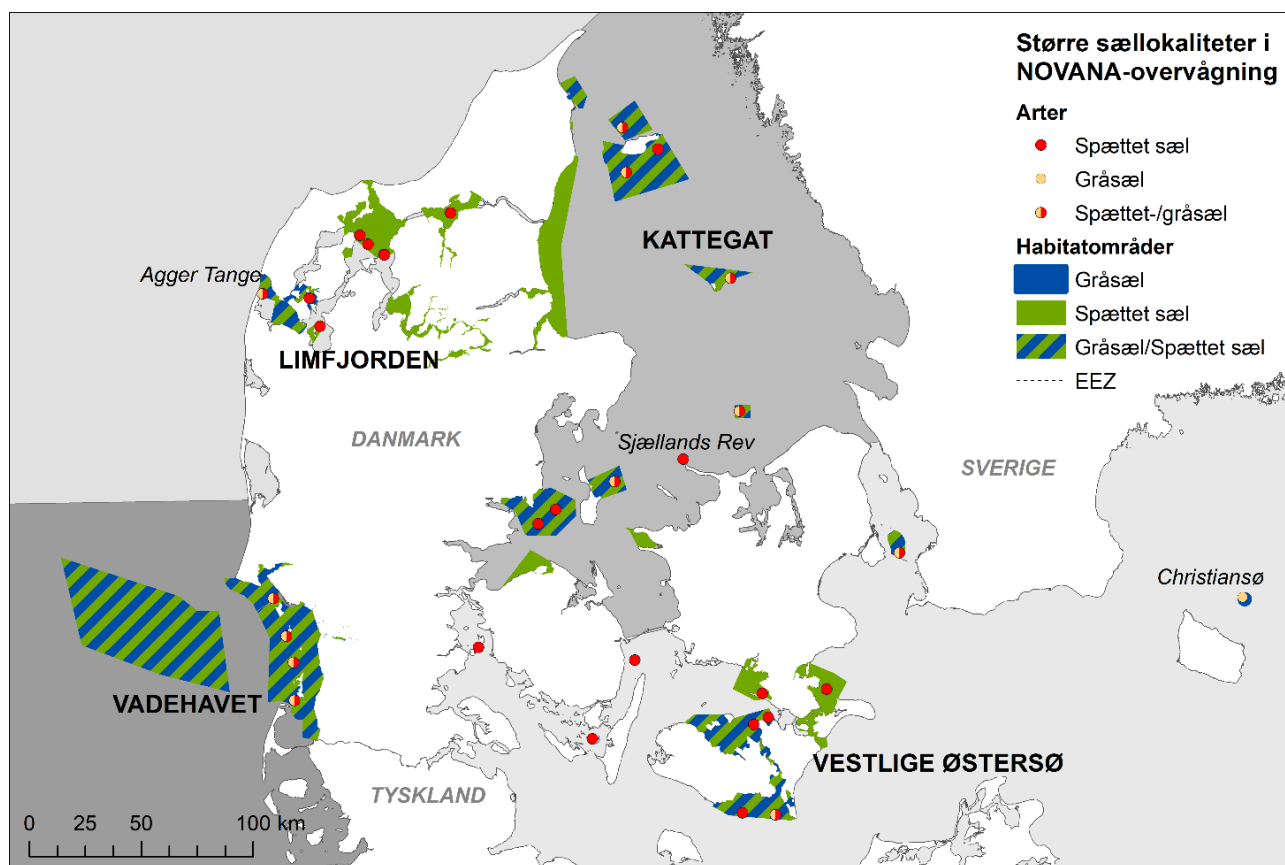 Større sællokaliteter i
NOVANA-overvågning
Arter
Spættet sæl
Gråsæl
Spættet-/gråsæl
Habitatområder
Gråsæl
Spættet sæl
Gråsæl/Spættet sæl
EEZ
KATTEGAT
Agger Tange
LIMFJORDEN
DANMARK
Sjællands Rev
SVERIGE
Christiansø
VADEHAVET
VESTLIGE ØSTERSØ
TYSKLAND
0 25 50 100 km